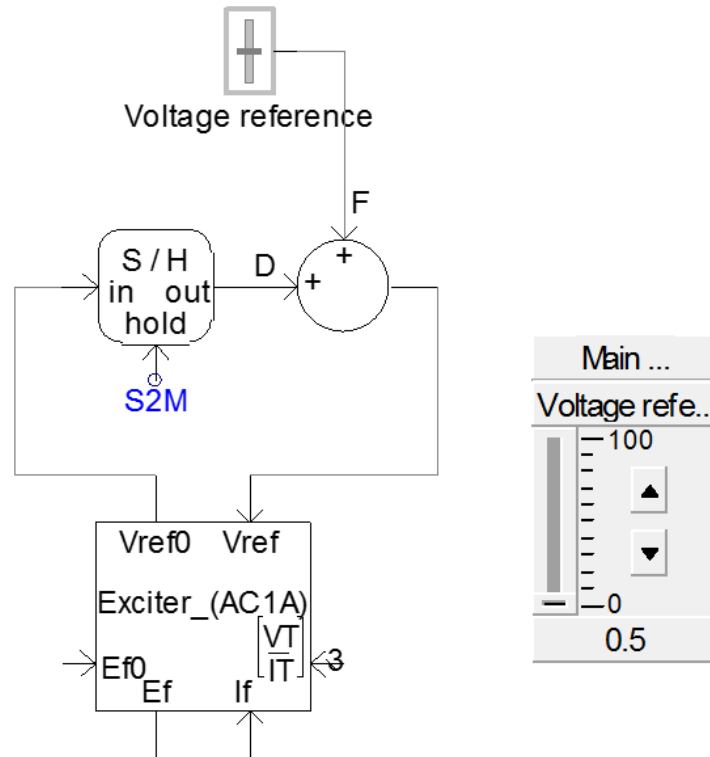 Voltage reference
F
+
S / H
D
+
in out
hold
S2M
Main ...
Voltage refe..
100
0
0.5
Vref0 Vref
Exciter_(AC1A)
VT
IT
3
Ef0
Ef If